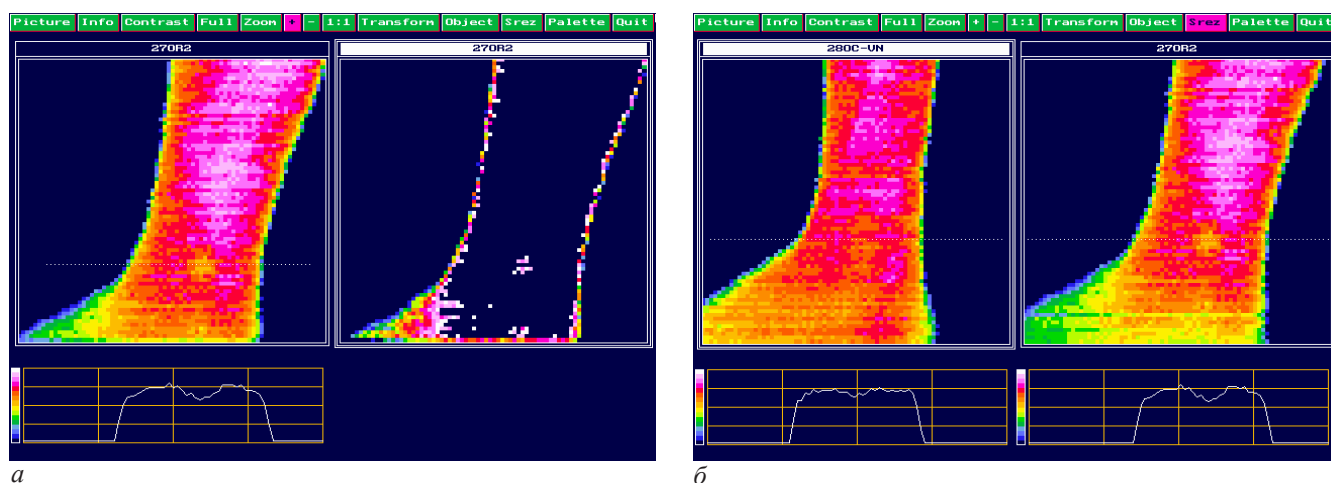 Picture Info Contrast Full Zoom + - 1:1 Transform Object Srez Palette Quit
270R2 270R2
а
Picture Info Contrast Full Zoom + - 1:1 Transform Object Srez Palette Quit
280C-VN 270R2
б